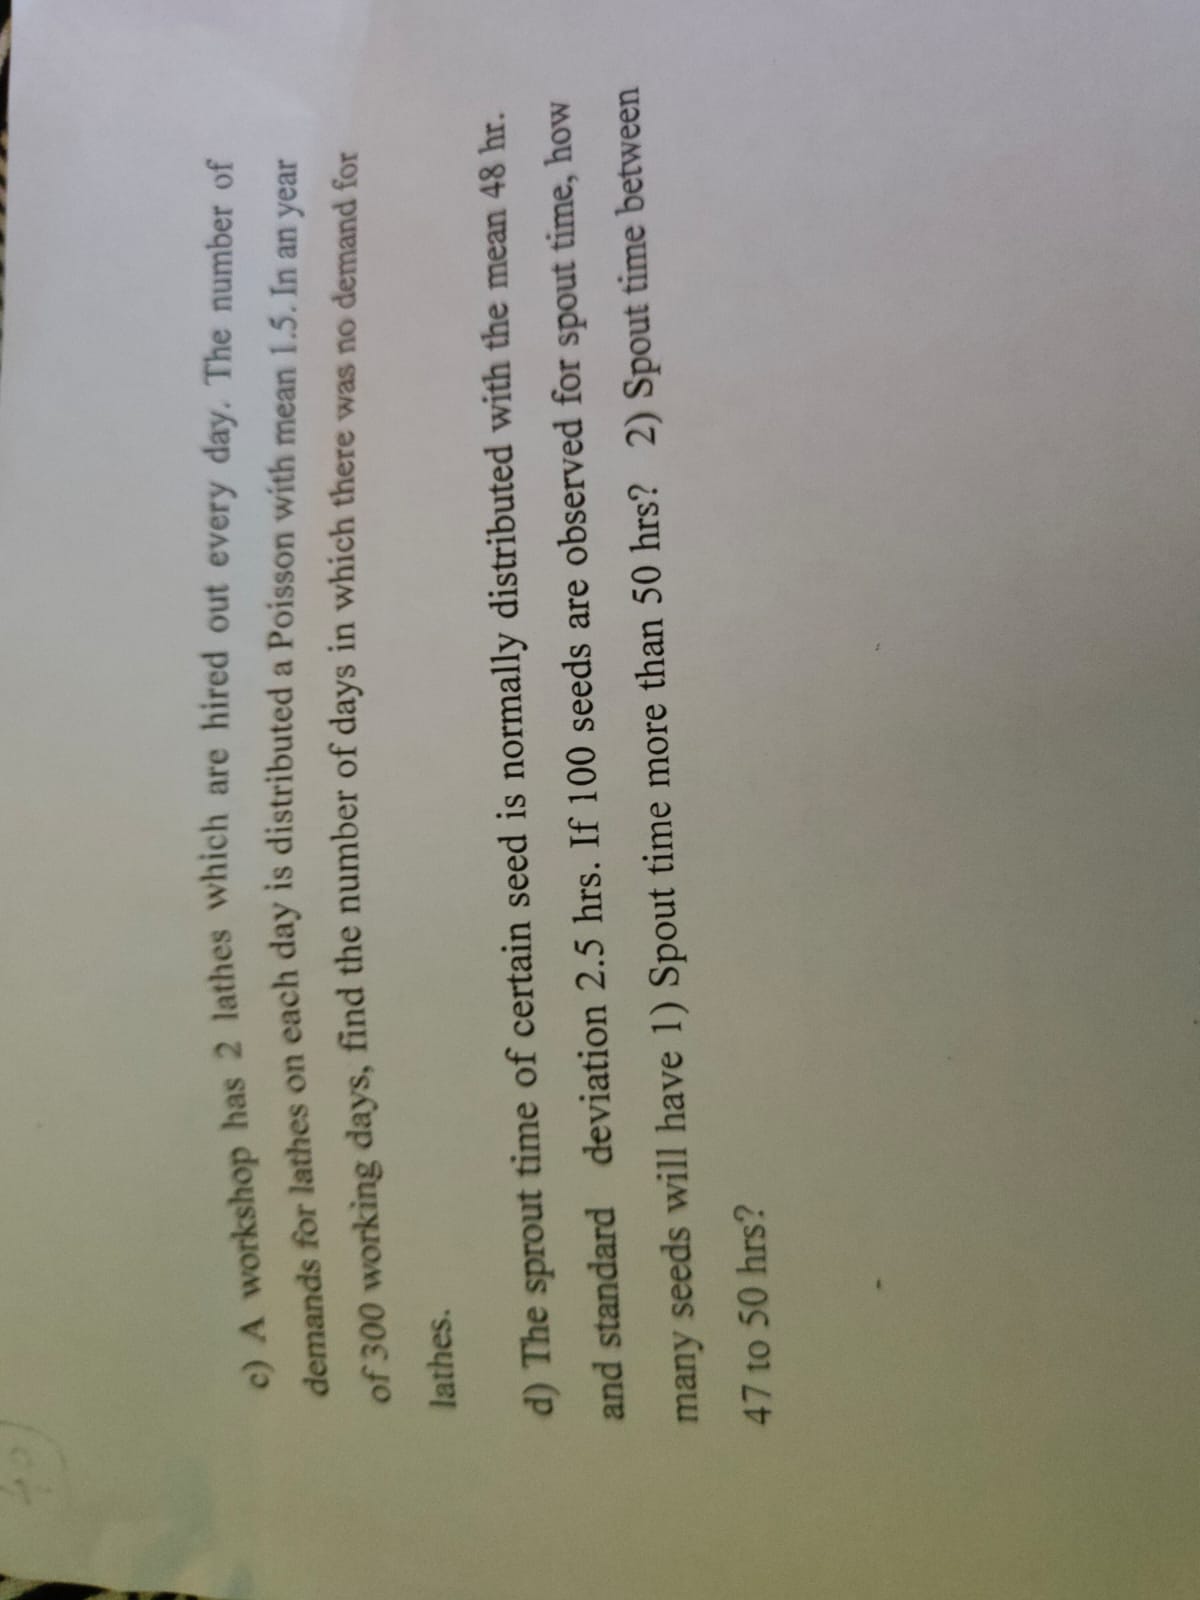 c) A workshop has 2 lathes which are hired out every day. The number of
demands for lathes on each day is distributed a Poisson with mean 1.5. In an year
of 300 working days, find the number of days in which there was no demand for
lathes.
d) The sprout time of certain seed is normally distributed with the mean 48 hr.
and standard deviation 2.5 hrs. If 100 seeds are observed for spout time, how
many seeds will have 1) Spout time more than 50 hrs? 2) Spout time between
47 to 50 hrs?